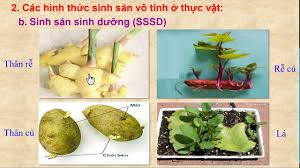 2. Các hình thức sinh sản vô tính ở thực vật:
b. Sinh sản sinh dưỡng (SSSD)
Thân rễ
Rễ củ
Thân củ
Lá